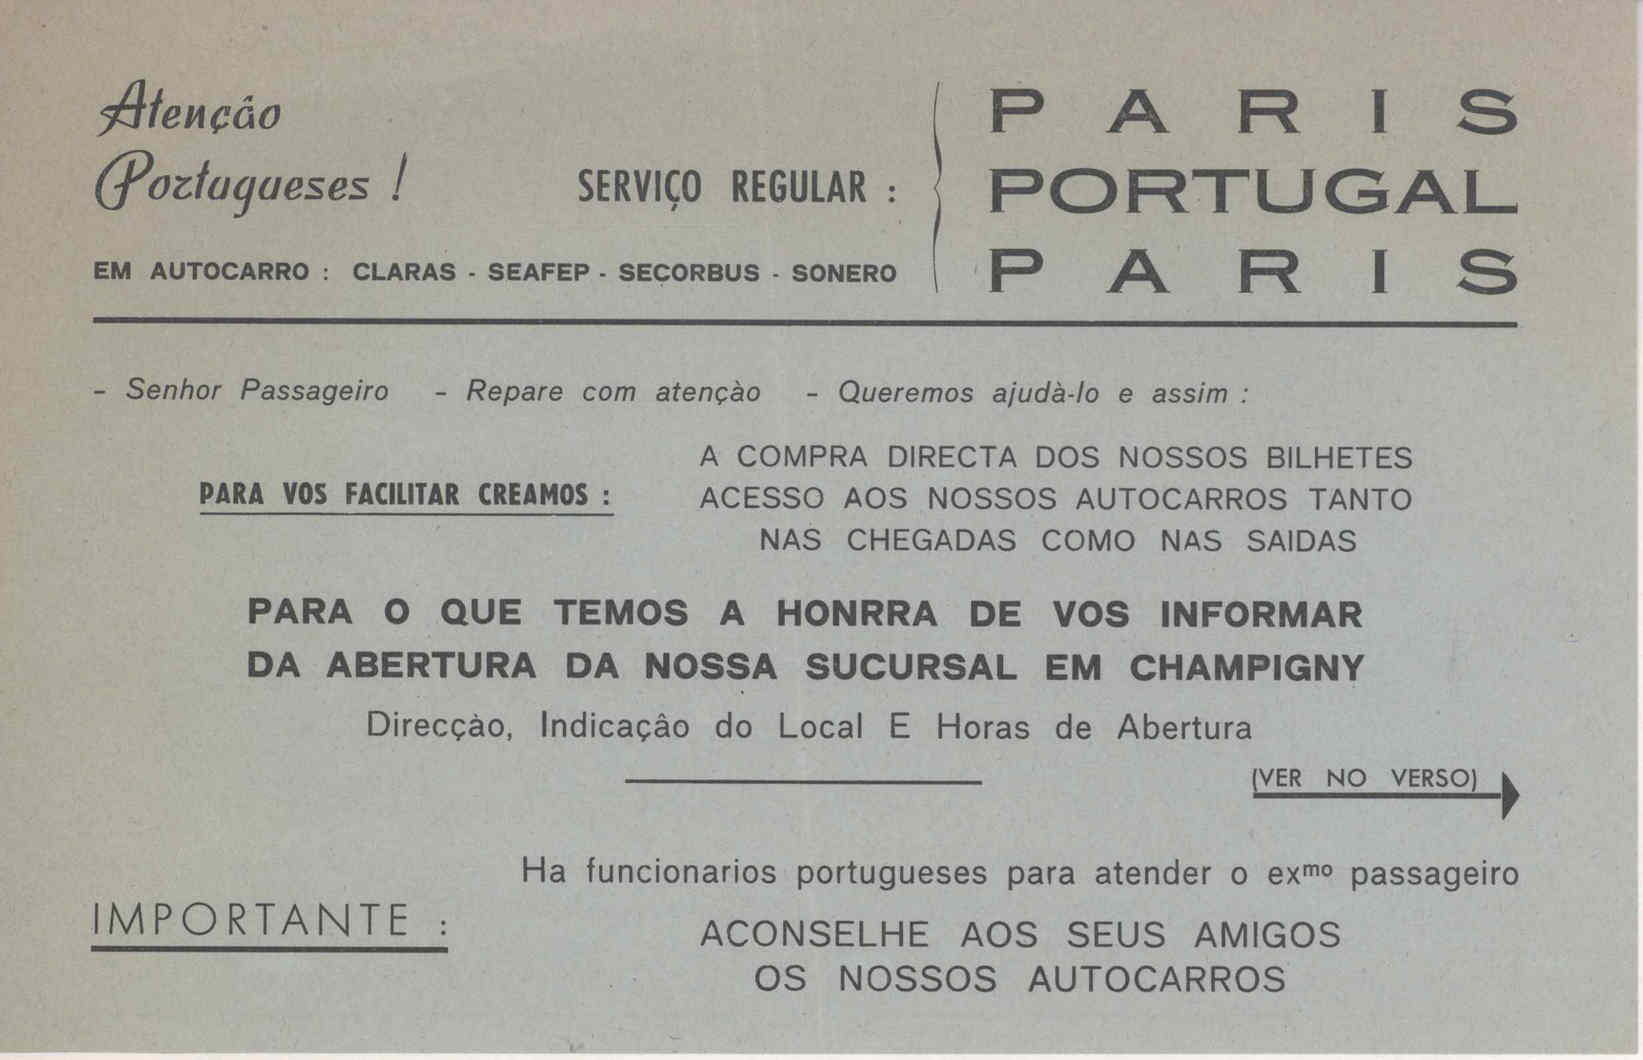 Atençâo
Portugueses !
SERVIÇO REGULAR :
EM AUTOCARRO : CLARAS - SEAFEP - SECORBUS - SONERO
PARIS
PORTUGAL
PARIS
- Senhor Passageiro - Repare com atençào - Queremos ajudà-lo e assim :
PARA VOS FACILITAR CREAMOS :
A COMPRA DIRECTA DOS NOSSOS BILHETES
ACESSO AOS NOSSOS AUTOCARROS TANTO
NAS CHEGADAS COMO NAS SAIDAS
PARA O QUE TEMOS A HONRRA DE VOS INFORMAR
DA ABERTURA DA NOSSA SUCURSAL EM CHAMPIGNY
Direcçào, Indicaçâo do Local E Horas de Abertura
(VER NO VERSO)
IMPORTANTE :
Ha funcionarios portugueses para atender o exᵐᵒ passageiro
ACONSELHE AOS SEUS AMIGOS
OS NOSSOS AUTOCARROS